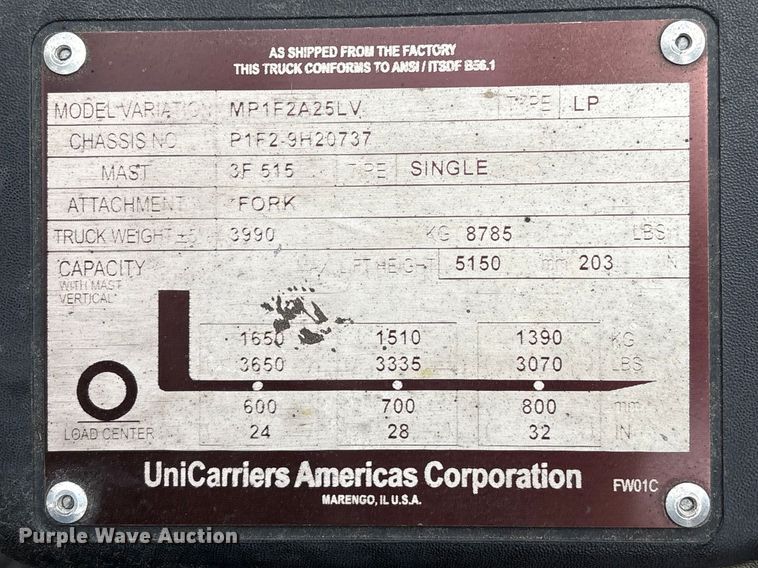 AS SHIPPED FROM THE FACTORY
THIS TRUCK CONFORMS TO ANSI / ITSDF B56.1
MODEL VARIATION MP1F2A25LV TYPE LP
CHASSIS NO P1F2-9H20737
MAST 3F 515 TYPE SINGLE
ATTACHMENT FORK
TRUCK WEIGHT ±5 3990 KG 8785 LBS
CAPACITY MAX LIFT HEIGHT 5150 mm 203 IN
WITH MAST
VERTICAL
1650 1510 1390 KG
3650 3335 3070 LBS
600 700 800 mm
LOAD CENTER 24 28 32 IN
UniCarriers Americas Corporation FW01C
MARENGO, IL U.S.A.
Purple Wave Auction